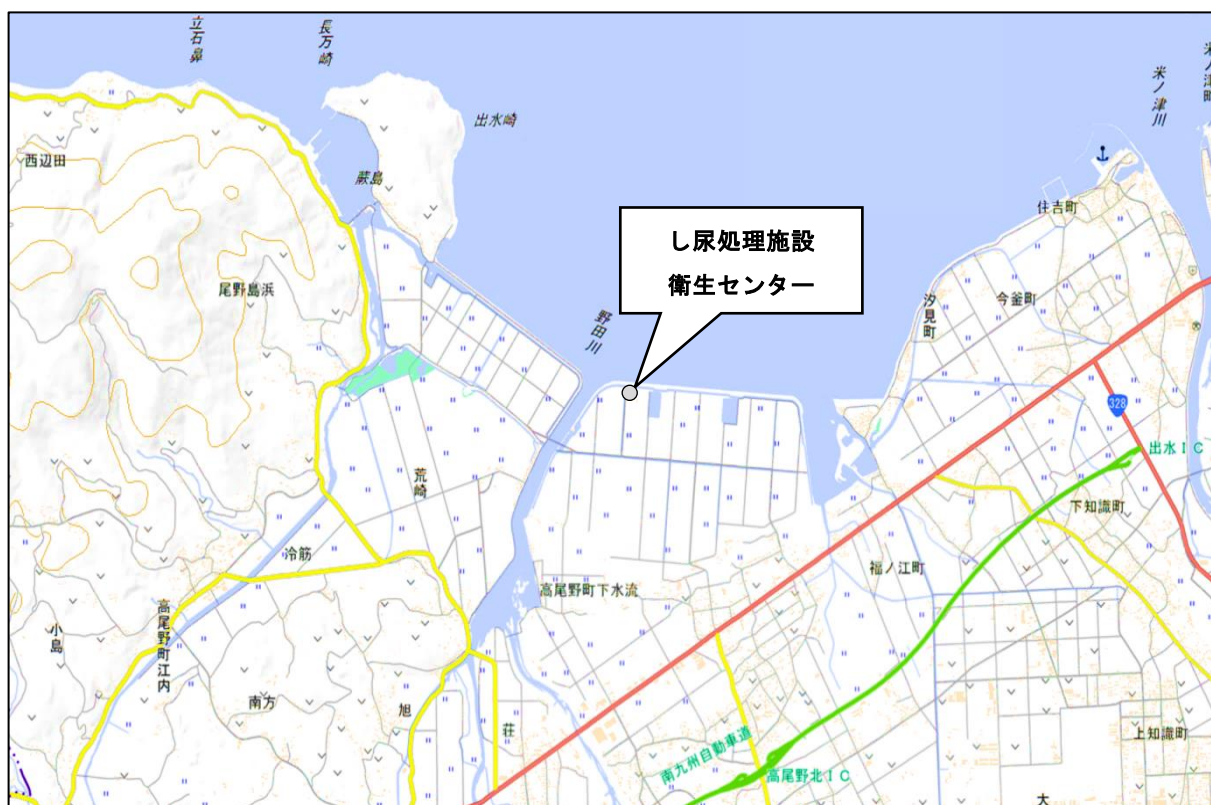 立石鼻
長万崎
米ノ津川
米ノ津町
出水崎
西辺田
蕨島
住吉町
し尿処理施設
衛生センター
尾野島浜
野田川
汐見町
今釜町
328
出水IC
荒崎
下知識町
冷筋
福ノ江町
高尾野町下水流
高尾野町江内
小島
南方
旭
荘
上知識町
南九州自動車道
高尾野北IC
大